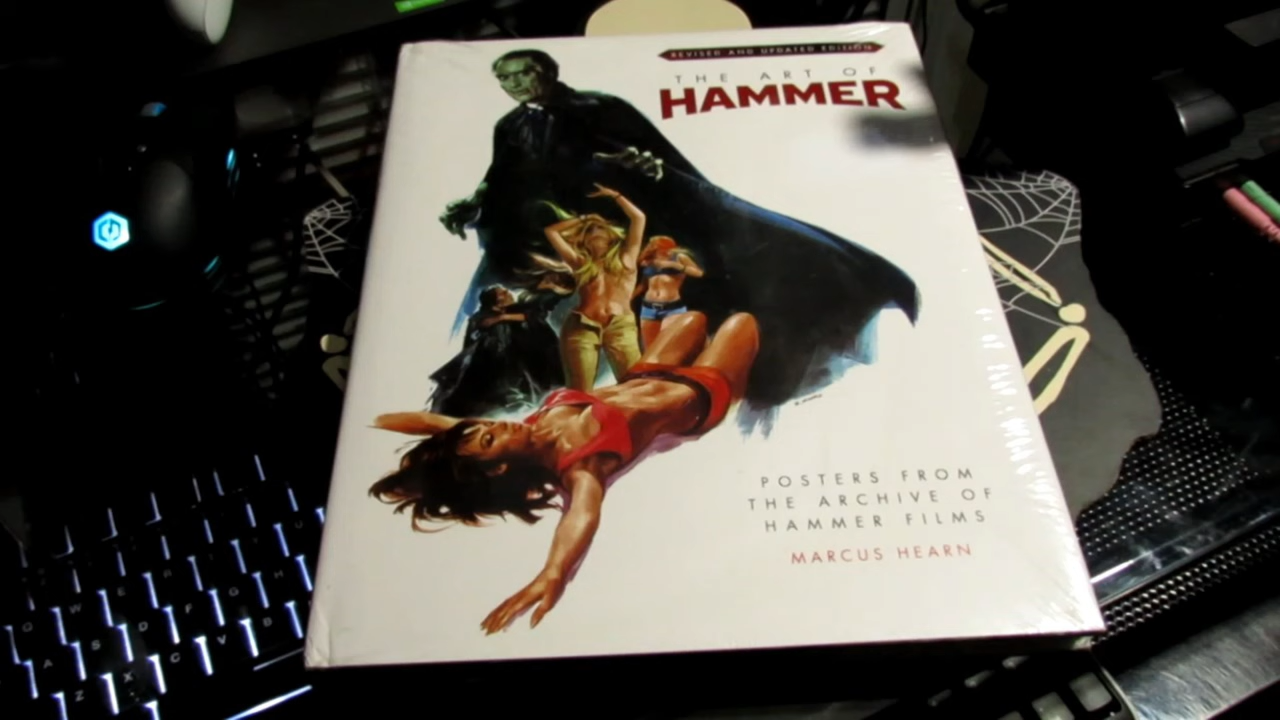 REVISED AND UPDATED EDITION
THE ART OF
HAMMER
POSTERS FROM
THE ARCHIVE OF
HAMMER FILMS
MARCUS HEARN